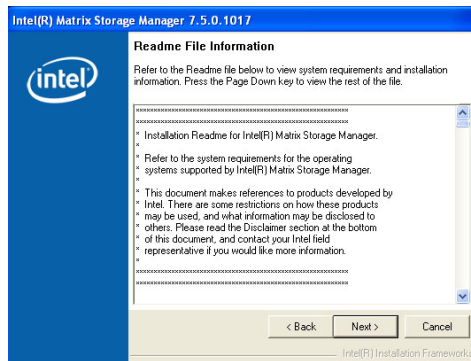 Intel(R) Matrix Storage Manager 7.5.0.1017
Readme File Information
Refer to the Readme file below to view system requirements and installation
information. Press the Page Down key to view the rest of the file.
intel
************************************************************
************************************************************
* Installation Readme for Intel(R) Matrix Storage Manager.
*
* Refer to the system requirements for the operating
* systems supported by Intel(R) Matrix Storage Manager.
*
* This document makes references to products developed by
* Intel. There are some restrictions on how these products
* may be used, and what information may be disclosed to
* others. Please read the Disclaimer section at the bottom
* of this document, and contact your Intel field
* representative if you would like more information.
*
************************************************************
************************************************************
< Back Next > Cancel
Intel(R) Installation Framework